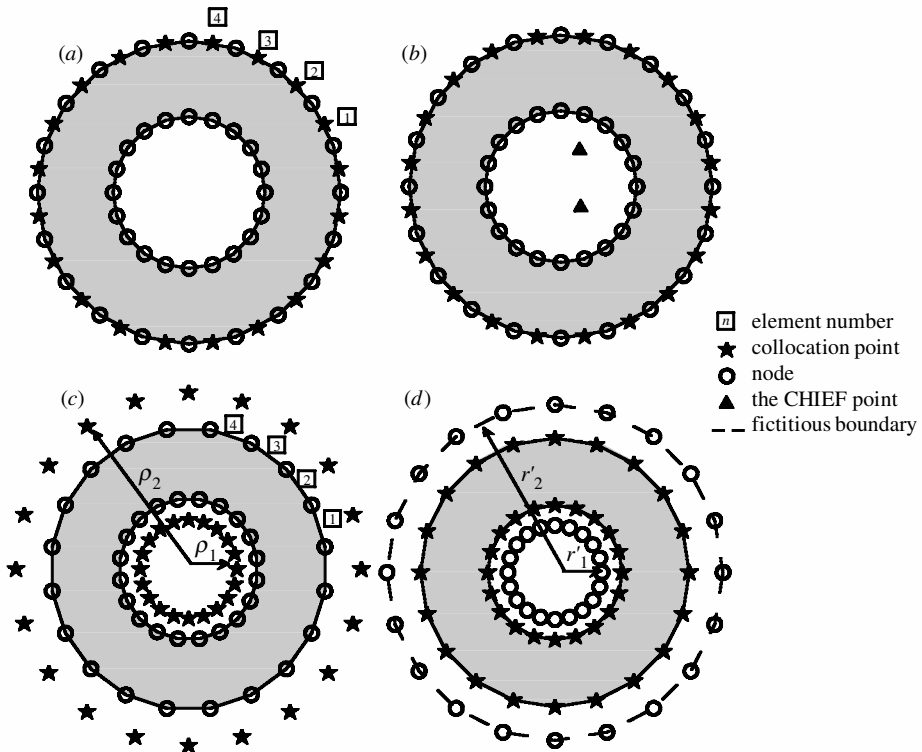 4
(a)
3
(b)
2
1
n element number
collocation point
node
the CHIEF point
fictitious boundary
(c)
4
3
2
1
ρ2
ρ1
(d)
r′2
r′1